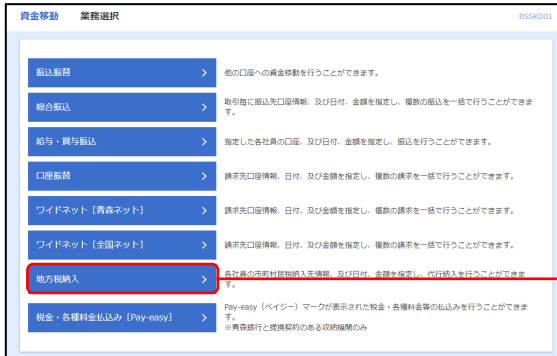 資金移動 業務選択
BSSK001
振込振替
他の口座への資金移動を行うことができます。
総合振込
取引毎に振込先口座情報、及び日付、金額を指定し、複数の振込を一括で行うことができま
す。
給与・賞与振込
指定した各社員の口座、及び日付、金額を指定し、振込を行うことができます。
口座振替
請求先口座情報、日付、及び金額を指定し、複数の請求を一括で行うことができます。
ワイドネット［青森ネット］
請求先口座情報、日付、及び金額を指定し、複数の請求を一括で行うことができます。
ワイドネット［全国ネット］
請求先口座情報、日付、及び金額を指定し、複数の請求を一括で行うことができます。
地方税納入
各社員の市町村民税納入先情報、及び日付、金額を指定し、代行納入を行うことができま
す。
税金・各種料金払込み［Pay-easy］
Pay-easy（ペイジー）マークが表示された税金・各種料金等の払込みを行うことができま
す。
※青森銀行と提携契約のある収納機関のみ